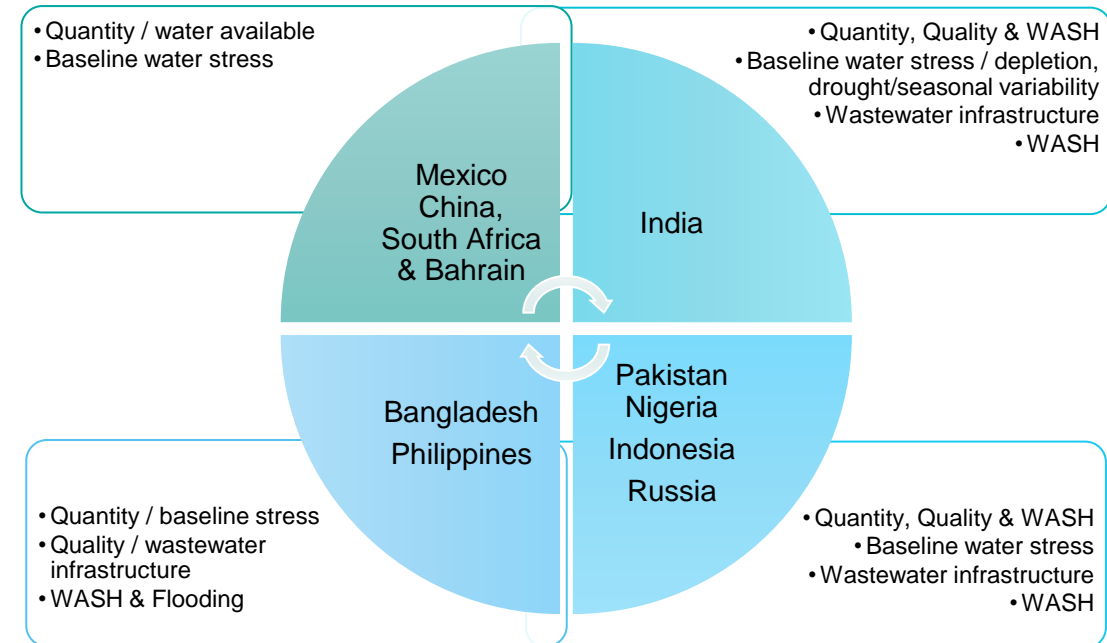 • Quantity / water available
• Baseline water stress
• Quantity, Quality & WASH
• Baseline water stress / depletion,
drought/seasonal variability
• Wastewater infrastructure
• WASH
Mexico
China,
South Africa
& Bahrain
India
Bangladesh
Philippines
Pakistan
Nigeria
Indonesia
Russia
• Quantity / baseline stress
• Quality / wastewater
infrastructure
• WASH & Flooding
• Quantity, Quality & WASH
• Baseline water stress
• Wastewater infrastructure
• WASH